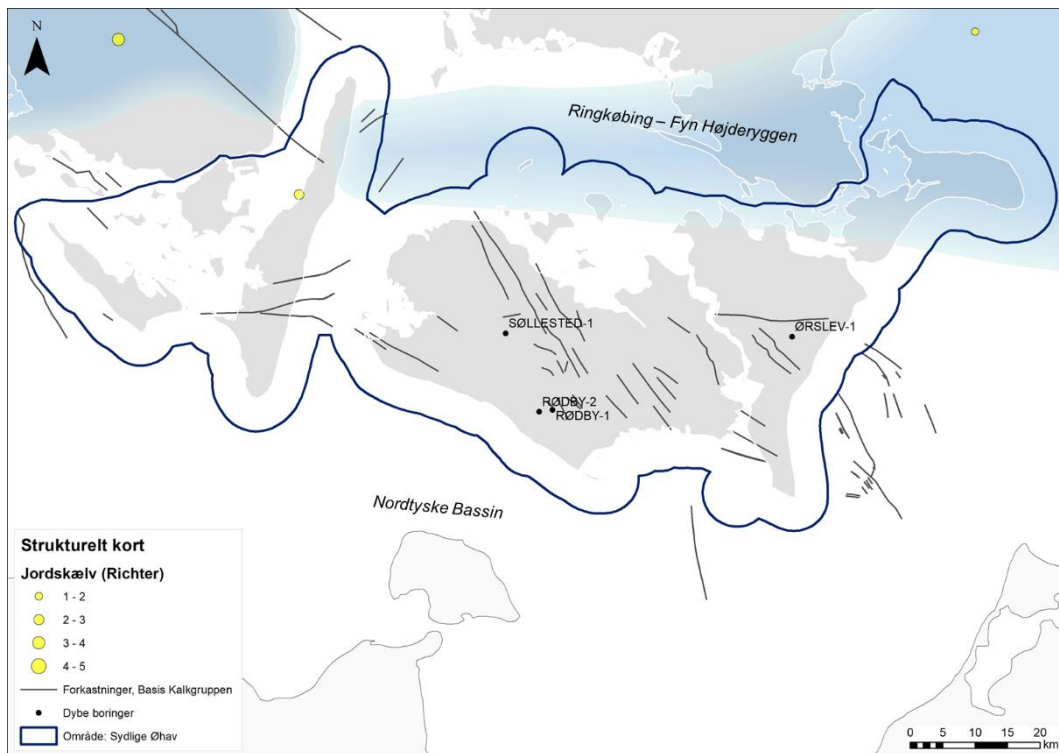 N
Ringkøbing – Fyn Højderyggen
SØLLESTED-1
ØRSLEV-1
RØDBY-2
RØDBY-1
Nordtyske Bassin
Strukturelt kort
Jordskælv (Richter)
1 - 2
2 - 3
3 - 4
4 - 5
Forkastninger, Basis Kalkgruppen
Dybe boringer
Område: Sydlige Øhav
0 5 10 15 20
km